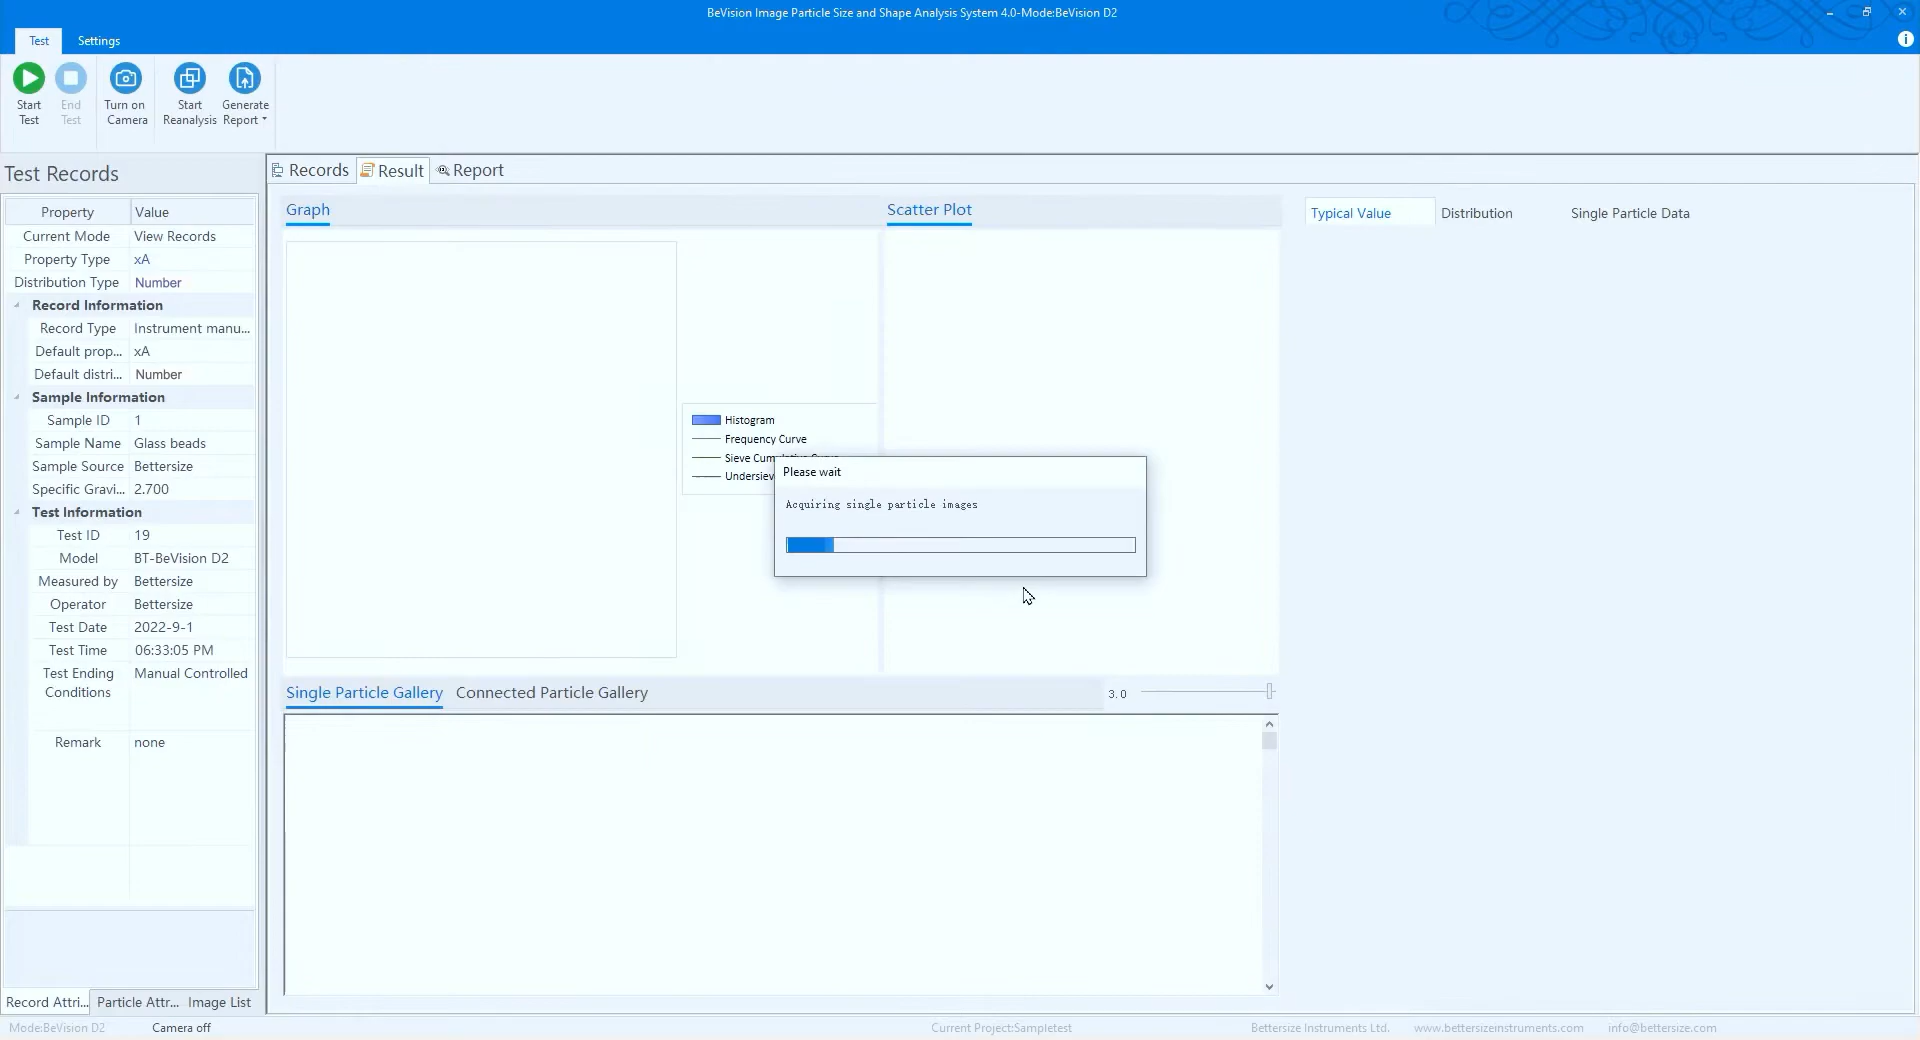 BeVision Image Particle Size and Shape Analysis System 4.0-Mode:BeVision D2
Test Settings
Start Test
End Test
Turn on Camera
Start Reanalysis
Generate Report
Test Records
Records Result Report
Property Value
Current Mode View Records
Property Type xA
Distribution Type Number
Record Information
Record Type Instrument manu...
Default prop... xA
Default distri... Number
Sample Information
Sample ID 1
Sample Name Glass beads
Sample Source Bettersize
Specific Gravi... 2.700
Test Information
Test ID 19
Model BT-BeVision D2
Measured by Bettersize
Operator Bettersize
Test Date 2022-9-1
Test Time 06:33:05 PM
Test Ending Conditions Manual Controlled
Remark none
Record Attri... Particle Attr... Image List
Graph
Scatter Plot
Typical Value Distribution Single Particle Data
Histogram
Frequency Curve
Sieve
Please wait
Acquiring single particle images
Single Particle Gallery Connected Particle Gallery 3.0
Mode:BeVision D2 Camera off Current Project:Sampletest Bettersize Instruments Ltd. www.bettersizeinstruments.com info@bettersize.com